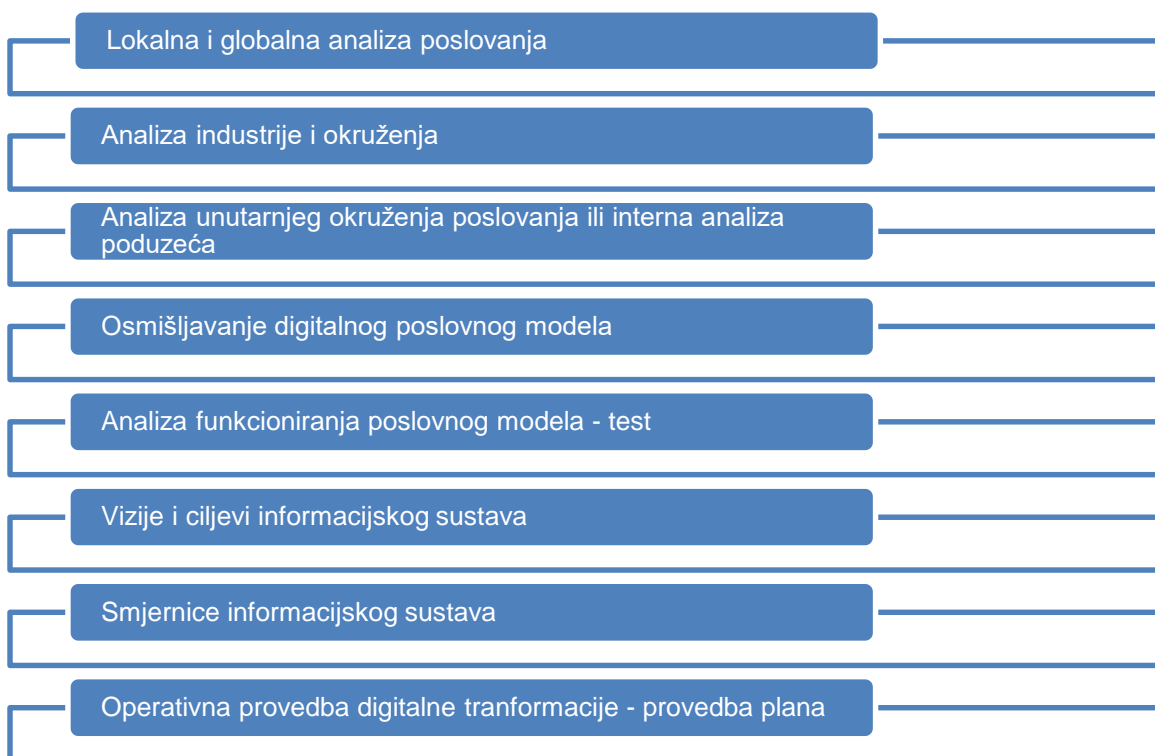 Lokalna i globalna analiza poslovanja
Analiza industrije i okruženja
Analiza unutarnjeg okruženja poslovanja ili interna analiza
poduzeća
Osmišljavanje digitalnog poslovnog modela
Analiza funkcioniranja poslovnog modela - test
Vizije i ciljevi informacijskog sustava
Smjernice informacijskog sustava
Operativna provedba digitalne tranformacije - provedba plana